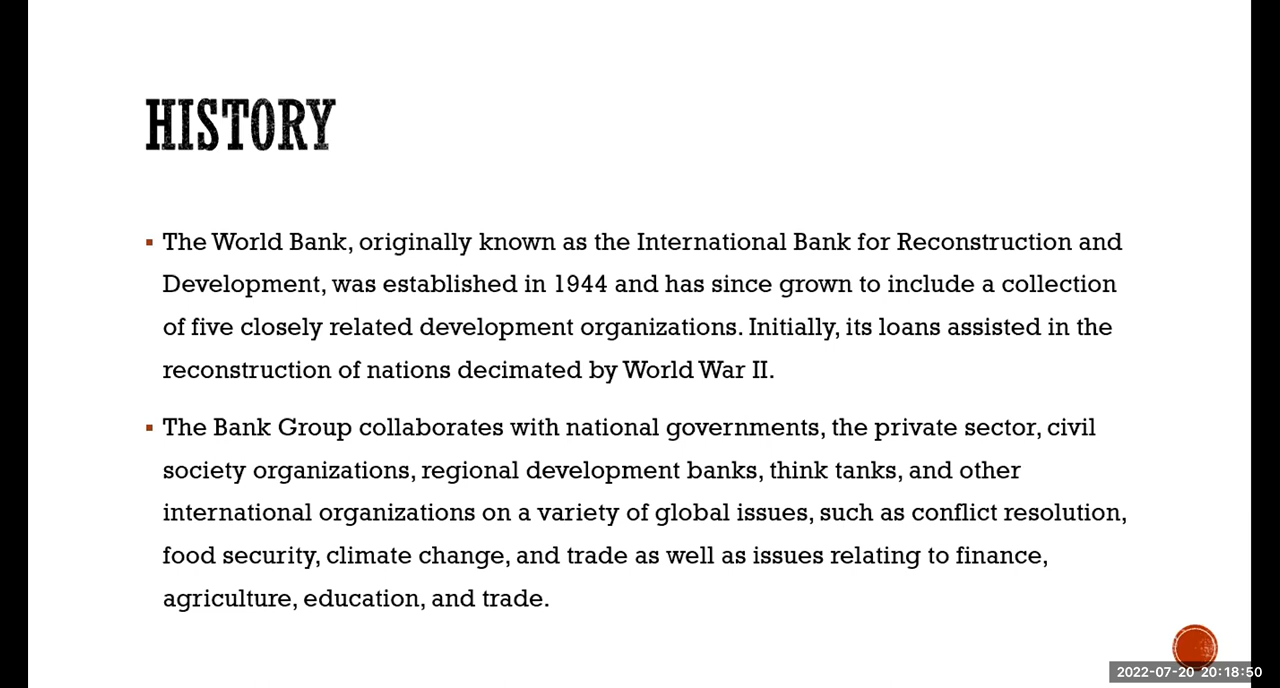 HISTORY
The World Bank, originally known as the International Bank for Reconstruction and
Development, was established in 1944 and has since grown to include a collection
of five closely related development organizations. Initially, its loans assisted in the
reconstruction of nations decimated by World War II.
The Bank Group collaborates with national governments, the private sector, civil
society organizations, regional development banks, think tanks, and other
international organizations on a variety of global issues, such as conflict resolution,
food security, climate change, and trade as well as issues relating to finance,
agriculture, education, and trade.
2022-07-20 20:18:50